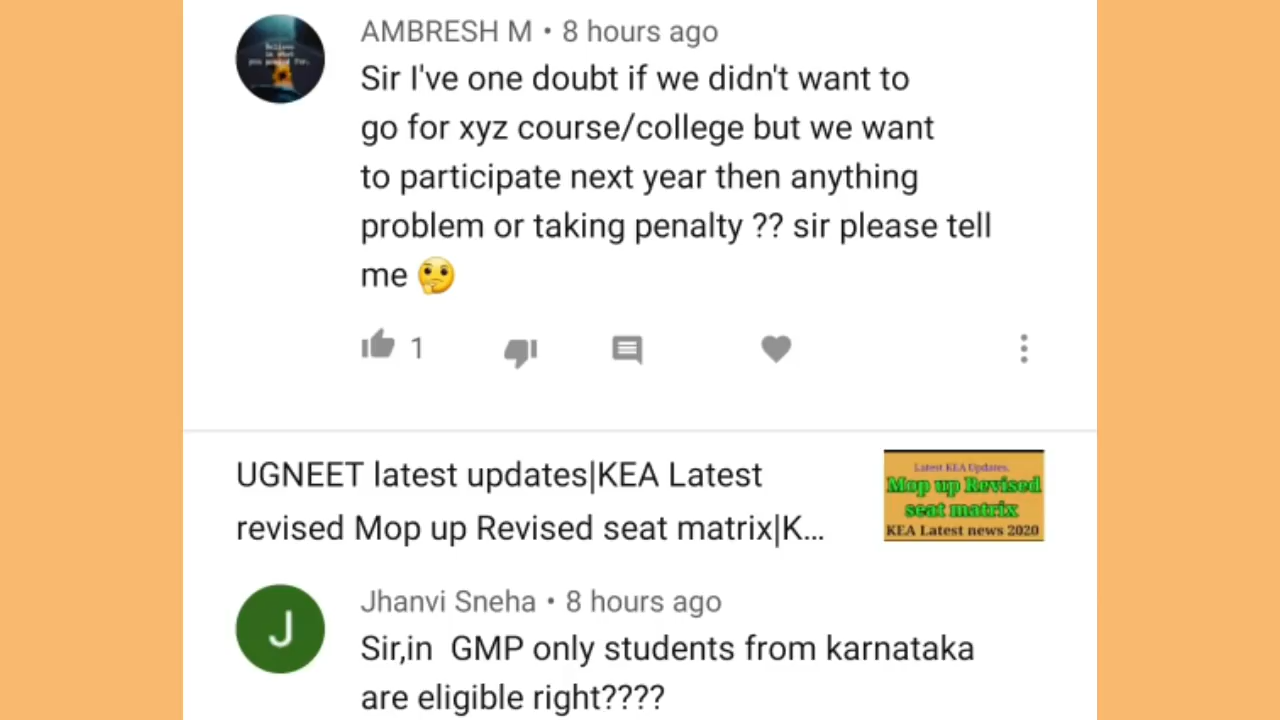 AMBRESH M • 8 hours ago
Sir I've one doubt if we didn't want to
go for xyz course/college but we want
to participate next year then anything
problem or taking penalty ?? sir please tell
me 🤔
1
UGNEET latest updates|KEA Latest
revised Mop up Revised seat matrix|K...
Latest KEA Updates.
Mop up Revised
seat matrix
KEA Latest news 2020
J
Jhanvi Sneha • 8 hours ago
Sir,in  GMP only students from karnataka
are eligible right????